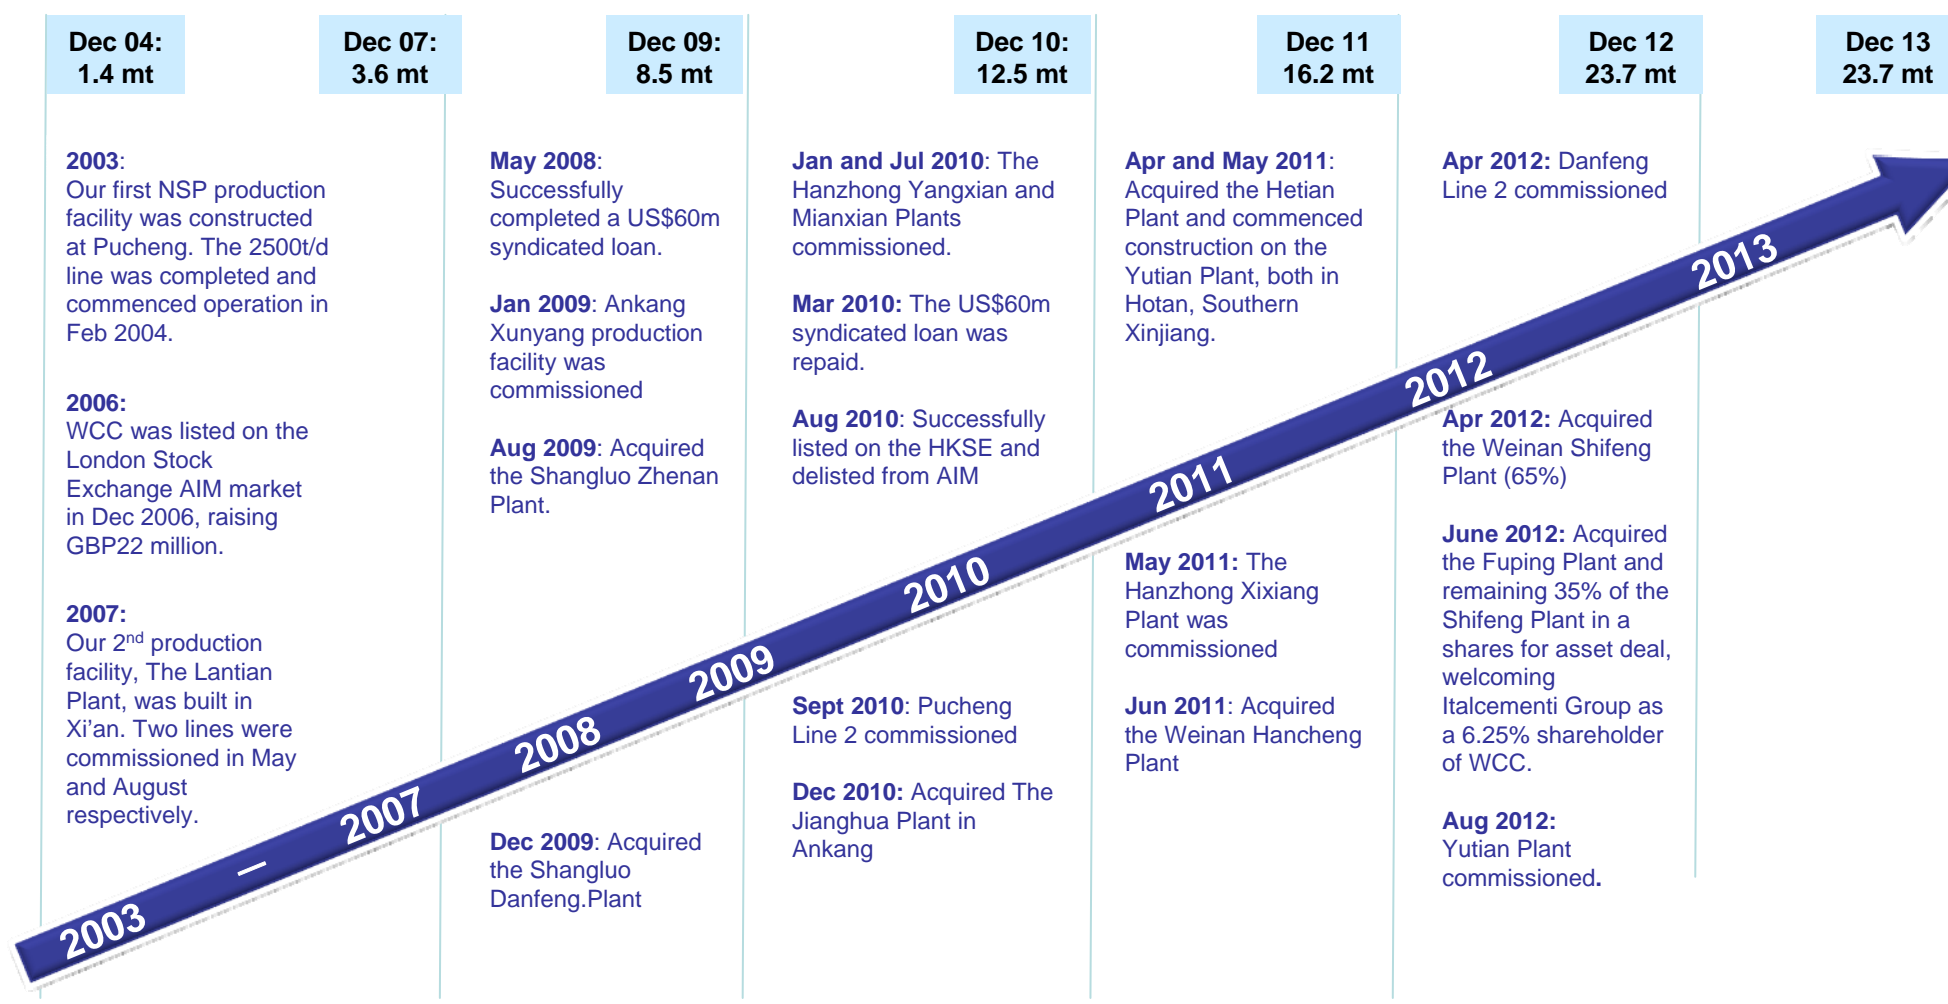 Dec 04:
1.4 mt
Dec 07:
3.6 mt
Dec 09:
8.5 mt
Dec 10:
12.5 mt
Dec 11
16.2 mt
Dec 12
23.7 mt
Dec 13
23.7 mt
2003:
Our first NSP production
facility was constructed
at Pucheng. The 2500t/d
line was completed and
commenced operation in
Feb 2004.
2006:
WCC was listed on the
London Stock
Exchange AIM market
in Dec 2006, raising
GBP22 million.
2007:
Our 2nd production
facility, The Lantian
Plant, was built in
Xi’an. Two lines were
commissioned in May
and August
respectively.
May 2008:
Successfully
completed a US$60m
syndicated loan.
Jan 2009: Ankang
Xunyang production
facility was
commissioned
Aug 2009: Acquired
the Shangluo Zhenan
Plant.
Dec 2009: Acquired
the Shangluo
Danfeng.Plant
Jan and Jul 2010: The
Hanzhong Yangxian and
Mianxian Plants
commissioned.
Mar 2010: The US$60m
syndicated loan was
repaid.
Aug 2010: Successfully
listed on the HKSE and
delisted from AIM
Sept 2010: Pucheng
Line 2 commissioned
Dec 2010: Acquired The
Jianghua Plant in
Ankang
Apr and May 2011:
Acquired the Hetian
Plant and commenced
construction on the
Yutian Plant, both in
Hotan, Southern
Xinjiang.
May 2011: The
Hanzhong Xixiang
Plant was
commissioned
Jun 2011: Acquired
the Weinan Hancheng
Plant
Apr 2012: Danfeng
Line 2 commissioned
Apr 2012: Acquired
the Weinan Shifeng
Plant (65%)
June 2012: Acquired
the Fuping Plant and
remaining 35% of the
Shifeng Plant in a
shares for asset deal,
welcoming
Italcementi Group as
a 6.25% shareholder
of WCC.
Aug 2012:
Yutian Plant
commissioned.
2003 – 2007 2008 2009 2010 2011 2012 2013